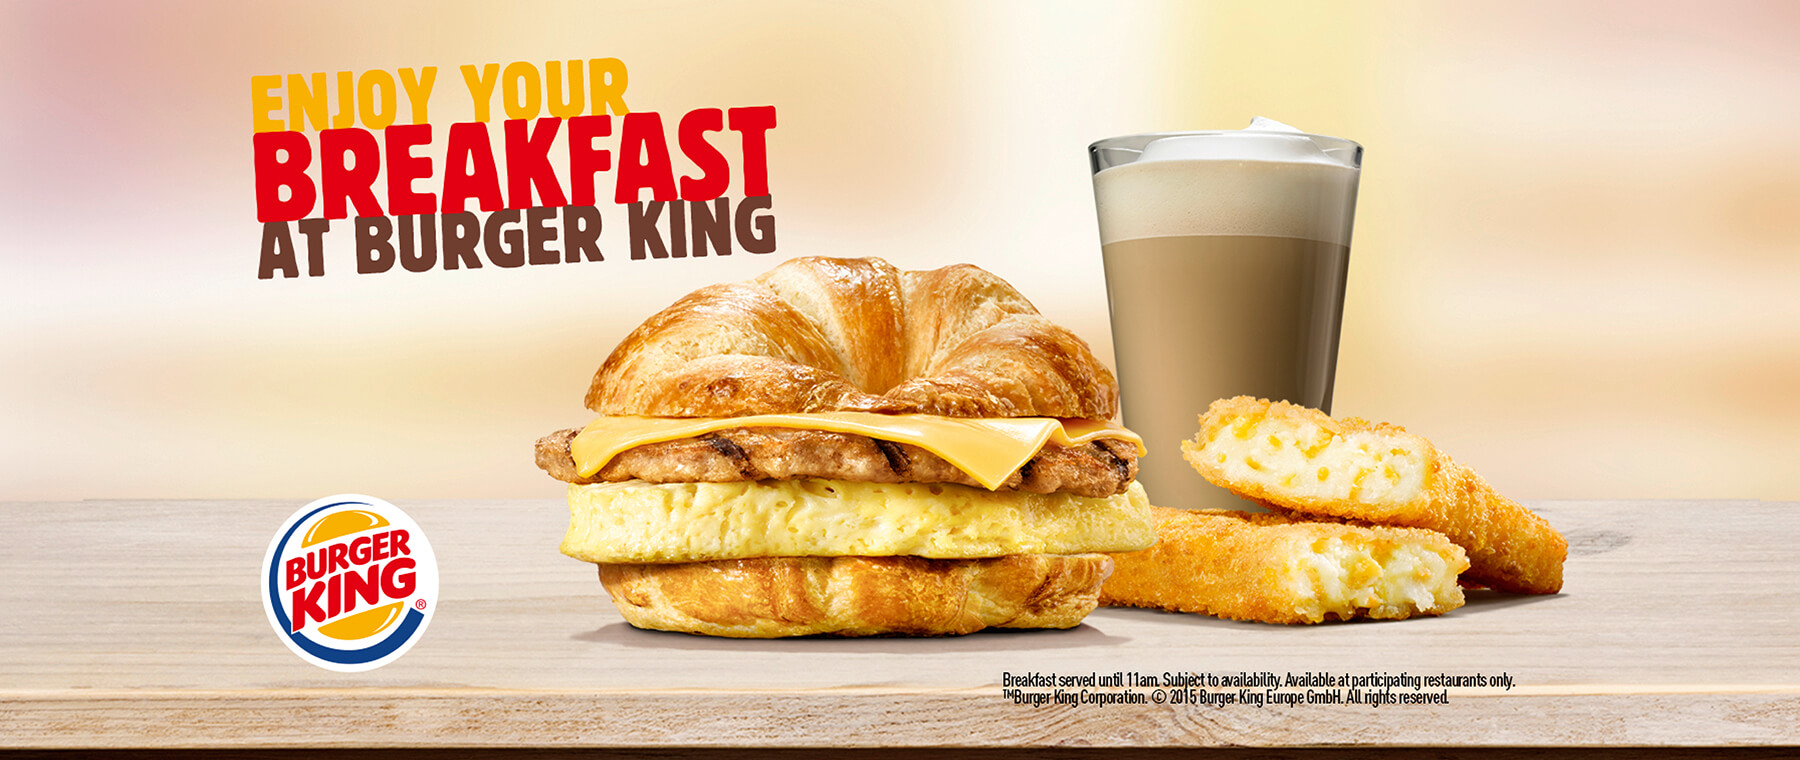 ENJOY YOUR
BREAKFAST
AT BURGER KING
BURGER
KING®
Breakfast served until 11am. Subject to availability. Available at participating restaurants only.
™Burger King Corporation. © 2015 Burger King Europe GmbH. All rights reserved.